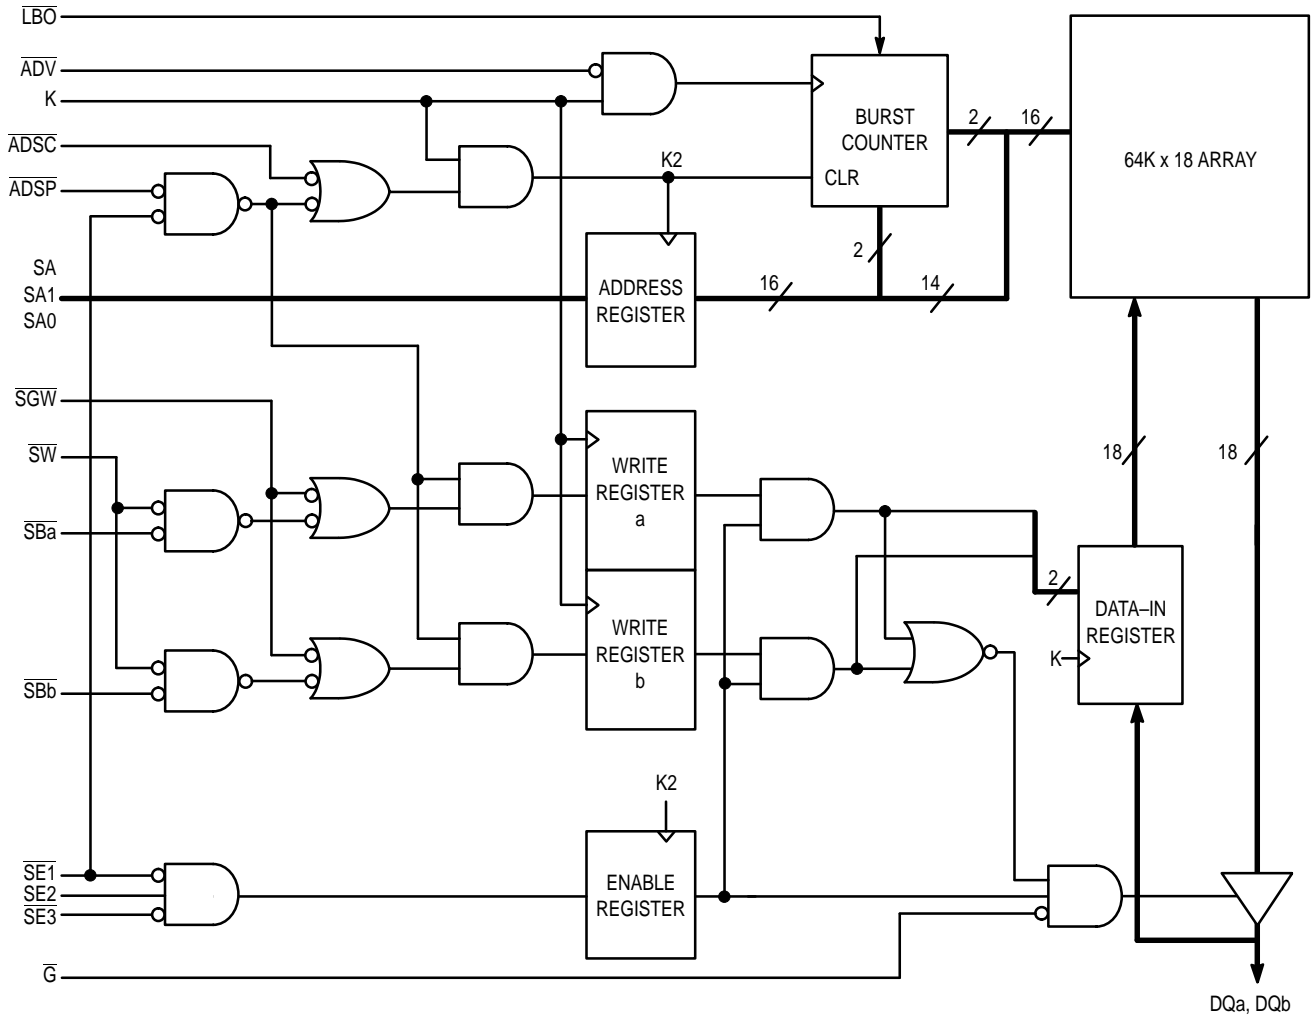 LBO
ADV
K
ADSC
ADSP
K2
BURST
COUNTER
CLR
2
16
64K x 18 ARRAY
2
SA
SA1
SA0
ADDRESS
REGISTER
16
14
SGW
SW
SBa
WRITE
REGISTER
a
18
18
SBb
WRITE
REGISTER
b
2
DATA–IN
REGISTER
K
K2
SE1
SE2
SE3
ENABLE
REGISTER
G
DQa, DQb